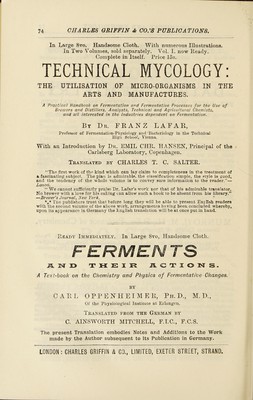 74 CHARLES GRIFFIN & CO.'S PUBLICATIONS.
In Large 8vo. Handsome Cloth. With numerous Illustrations.
In Two Volumes, sold separately. Vol. I. now Ready.
Complete in Itself. Price 15s.
TECHNICAL MYCOLOGY:
THE UTILISATION OF MICRO-ORGANISMS IN THE
ARTS AND MANUFACTURES.
A Practical Handbook on Fermentation and Fermentative Processes for the Use of
Brewers and Distillers, Analysts, Technical and Agricultural Chemists,
and all interested in the Industries dependent on Fermentation.
BY DR. FRANZ LAFAR,
Professor of Fermentation-Physiology and Bacteriology in the Technical
High School, Vienna.
With an Introduction by DR. EMIL CHR. HANSEN, Principal of the
Carlsberg Laboratory, Copenhagen.
TRANSLATED BY CHARLES T. C. SALTER.
"The first work of the kind which can lay claim to completeness in the treatment of
a fascinating subject. The plan is admirable, the classification simple, the style is good,
and the tendency of the whole volume is to convey sure information to the reader."—
Lancet.
"We cannot sufficiently praise Dr. Lafar's work nor that of his admirable translator.
No brewer with a love for his calling can allow such a book to be absent from his library."
—Brewer's Journal, New York.
*** The publishers trust that before long they will be able to present English readers
with the second volume of the above work, arrangements having been completed whereby,
upon its appearance in Germany the English translation will be at once put in hand.
READY IMMEDIATELY. In Large 8vo, Handsome Cloth.
FERMENTS
AND THEIR ACTIONS.
A Text-book on the Chemistry and Physics of Fermentative Changes.
BY
CARL OPPENHEIMER, PH.D., M.D.,
Of the Physiological Institute at Erlangen.
TRANSLATED FROM THE GERMAN BY
C. AINSWORTH MITCHELL, F.I.C., F.C.S.
The present Translation embodies Notes and Additions to the Work
made by the Author subsequent to its Publication in Germany.
LONDON: CHARLES GRIFFIN & CO., LIMITED, EXETER STREET, STRAND.